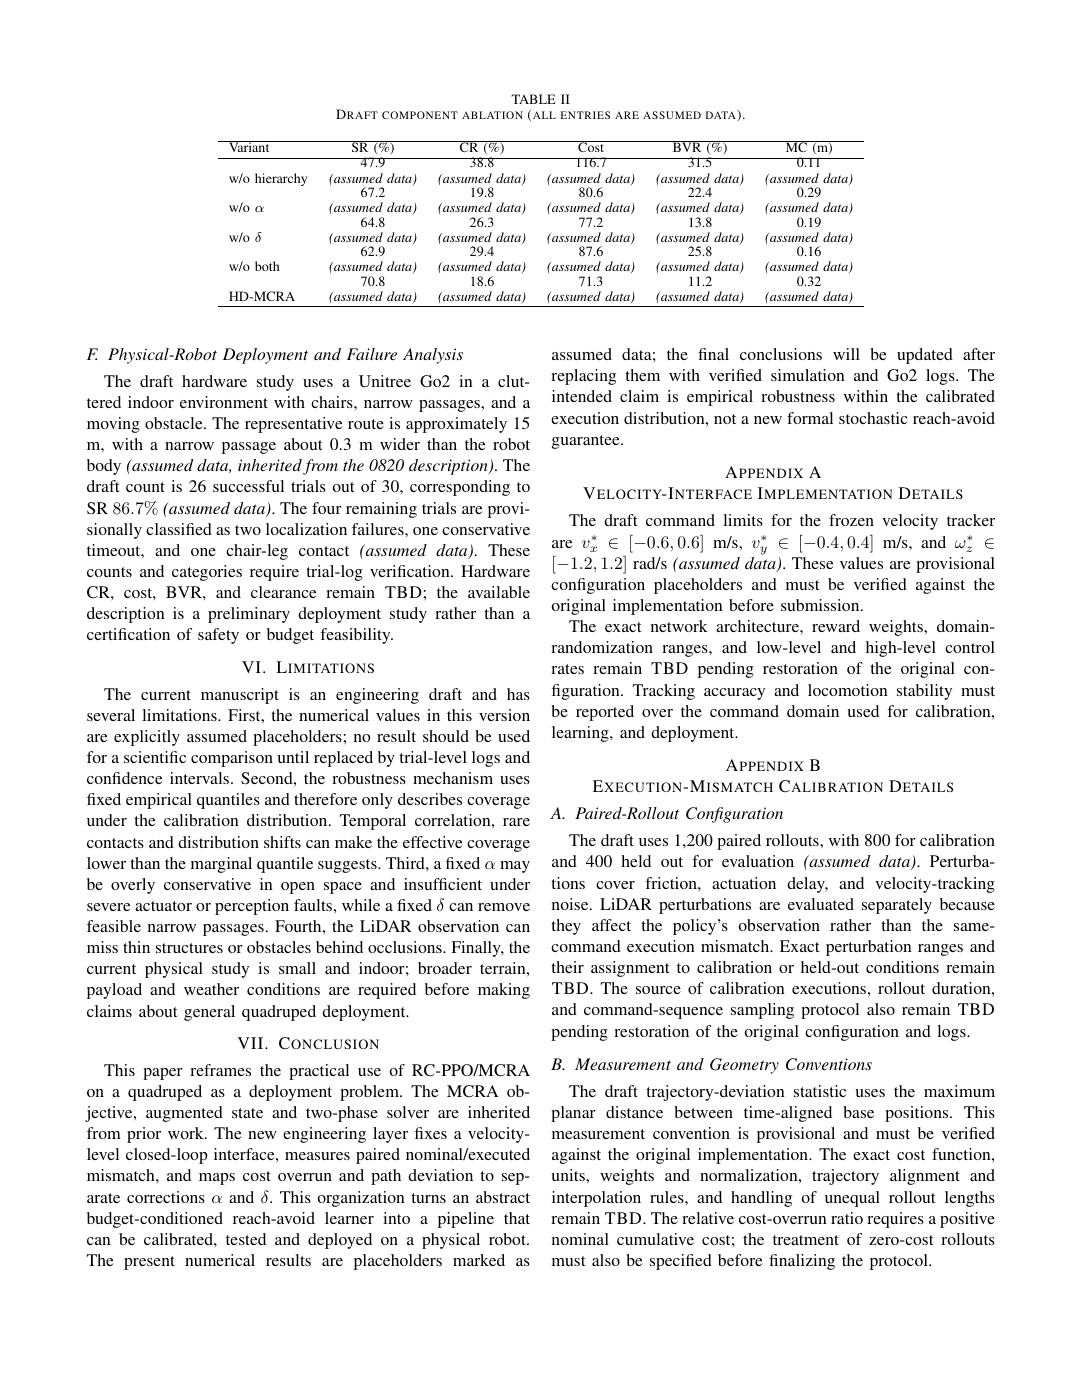 TABLE II
DRAFT COMPONENT ABLATION (ALL ENTRIES ARE ASSUMED DATA).
Variant SR (%) CR (%) Cost BVR (%) MC (m)
47.9 38.8 116.7 31.5 0.11
w/o hierarchy (assumed data) (assumed data) (assumed data) (assumed data) (assumed data)
67.2 19.8 80.6 22.4 0.29
w/o α (assumed data) (assumed data) (assumed data) (assumed data) (assumed data)
64.8 26.3 77.2 13.8 0.19
w/o δ (assumed data) (assumed data) (assumed data) (assumed data) (assumed data)
62.9 29.4 87.6 25.8 0.16
w/o both (assumed data) (assumed data) (assumed data) (assumed data) (assumed data)
70.8 18.6 71.3 11.2 0.32
HD-MCRA (assumed data) (assumed data) (assumed data) (assumed data) (assumed data)
F. Physical-Robot Deployment and Failure Analysis
The draft hardware study uses a Unitree Go2 in a clut-
tered indoor environment with chairs, narrow passages, and a
moving obstacle. The representative route is approximately 15
m, with a narrow passage about 0.3 m wider than the robot
body (assumed data, inherited from the 0820 description). The
draft count is 26 successful trials out of 30, corresponding to
SR 86.7% (assumed data). The four remaining trials are provi-
sionally classified as two localization failures, one conservative
timeout, and one chair-leg contact (assumed data). These
counts and categories require trial-log verification. Hardware
CR, cost, BVR, and clearance remain TBD; the available
description is a preliminary deployment study rather than a
certification of safety or budget feasibility.
VI. LIMITATIONS
The current manuscript is an engineering draft and has
several limitations. First, the numerical values in this version
are explicitly assumed placeholders; no result should be used
for a scientific comparison until replaced by trial-level logs and
confidence intervals. Second, the robustness mechanism uses
fixed empirical quantiles and therefore only describes coverage
under the calibration distribution. Temporal correlation, rare
contacts and distribution shifts can make the effective coverage
lower than the marginal quantile suggests. Third, a fixed α may
be overly conservative in open space and insufficient under
severe actuator or perception faults, while a fixed δ can remove
feasible narrow passages. Fourth, the LiDAR observation can
miss thin structures or obstacles behind occlusions. Finally, the
current physical study is small and indoor; broader terrain,
payload and weather conditions are required before making
claims about general quadruped deployment.
VII. CONCLUSION
This paper reframes the practical use of RC-PPO/MCRA
on a quadruped as a deployment problem. The MCRA ob-
jective, augmented state and two-phase solver are inherited
from prior work. The new engineering layer fixes a velocity-
level closed-loop interface, measures paired nominal/executed
mismatch, and maps cost overrun and path deviation to sep-
arate corrections α and δ. This organization turns an abstract
budget-conditioned reach-avoid learner into a pipeline that
can be calibrated, tested and deployed on a physical robot.
The present numerical results are placeholders marked as
assumed data; the final conclusions will be updated after
replacing them with verified simulation and Go2 logs. The
intended claim is empirical robustness within the calibrated
execution distribution, not a new formal stochastic reach-avoid
guarantee.
APPENDIX A
VELOCITY-INTERFACE IMPLEMENTATION DETAILS
The draft command limits for the frozen velocity tracker
are v*x ∈ [−0.6, 0.6] m/s, v*y ∈ [−0.4, 0.4] m/s, and ω*z ∈
[−1.2, 1.2] rad/s (assumed data). These values are provisional
configuration placeholders and must be verified against the
original implementation before submission.
The exact network architecture, reward weights, domain-
randomization ranges, and low-level and high-level control
rates remain TBD pending restoration of the original con-
figuration. Tracking accuracy and locomotion stability must
be reported over the command domain used for calibration,
learning, and deployment.
APPENDIX B
EXECUTION-MISMATCH CALIBRATION DETAILS
A. Paired-Rollout Configuration
The draft uses 1,200 paired rollouts, with 800 for calibration
and 400 held out for evaluation (assumed data). Perturba-
tions cover friction, actuation delay, and velocity-tracking
noise. LiDAR perturbations are evaluated separately because
they affect the policy's observation rather than the same-
command execution mismatch. Exact perturbation ranges and
their assignment to calibration or held-out conditions remain
TBD. The source of calibration executions, rollout duration,
and command-sequence sampling protocol also remain TBD
pending restoration of the original configuration and logs.
B. Measurement and Geometry Conventions
The draft trajectory-deviation statistic uses the maximum
planar distance between time-aligned base positions. This
measurement convention is provisional and must be verified
against the original implementation. The exact cost function,
units, weights and normalization, trajectory alignment and
interpolation rules, and handling of unequal rollout lengths
remain TBD. The relative cost-overrun ratio requires a positive
nominal cumulative cost; the treatment of zero-cost rollouts
must also be specified before finalizing the protocol.